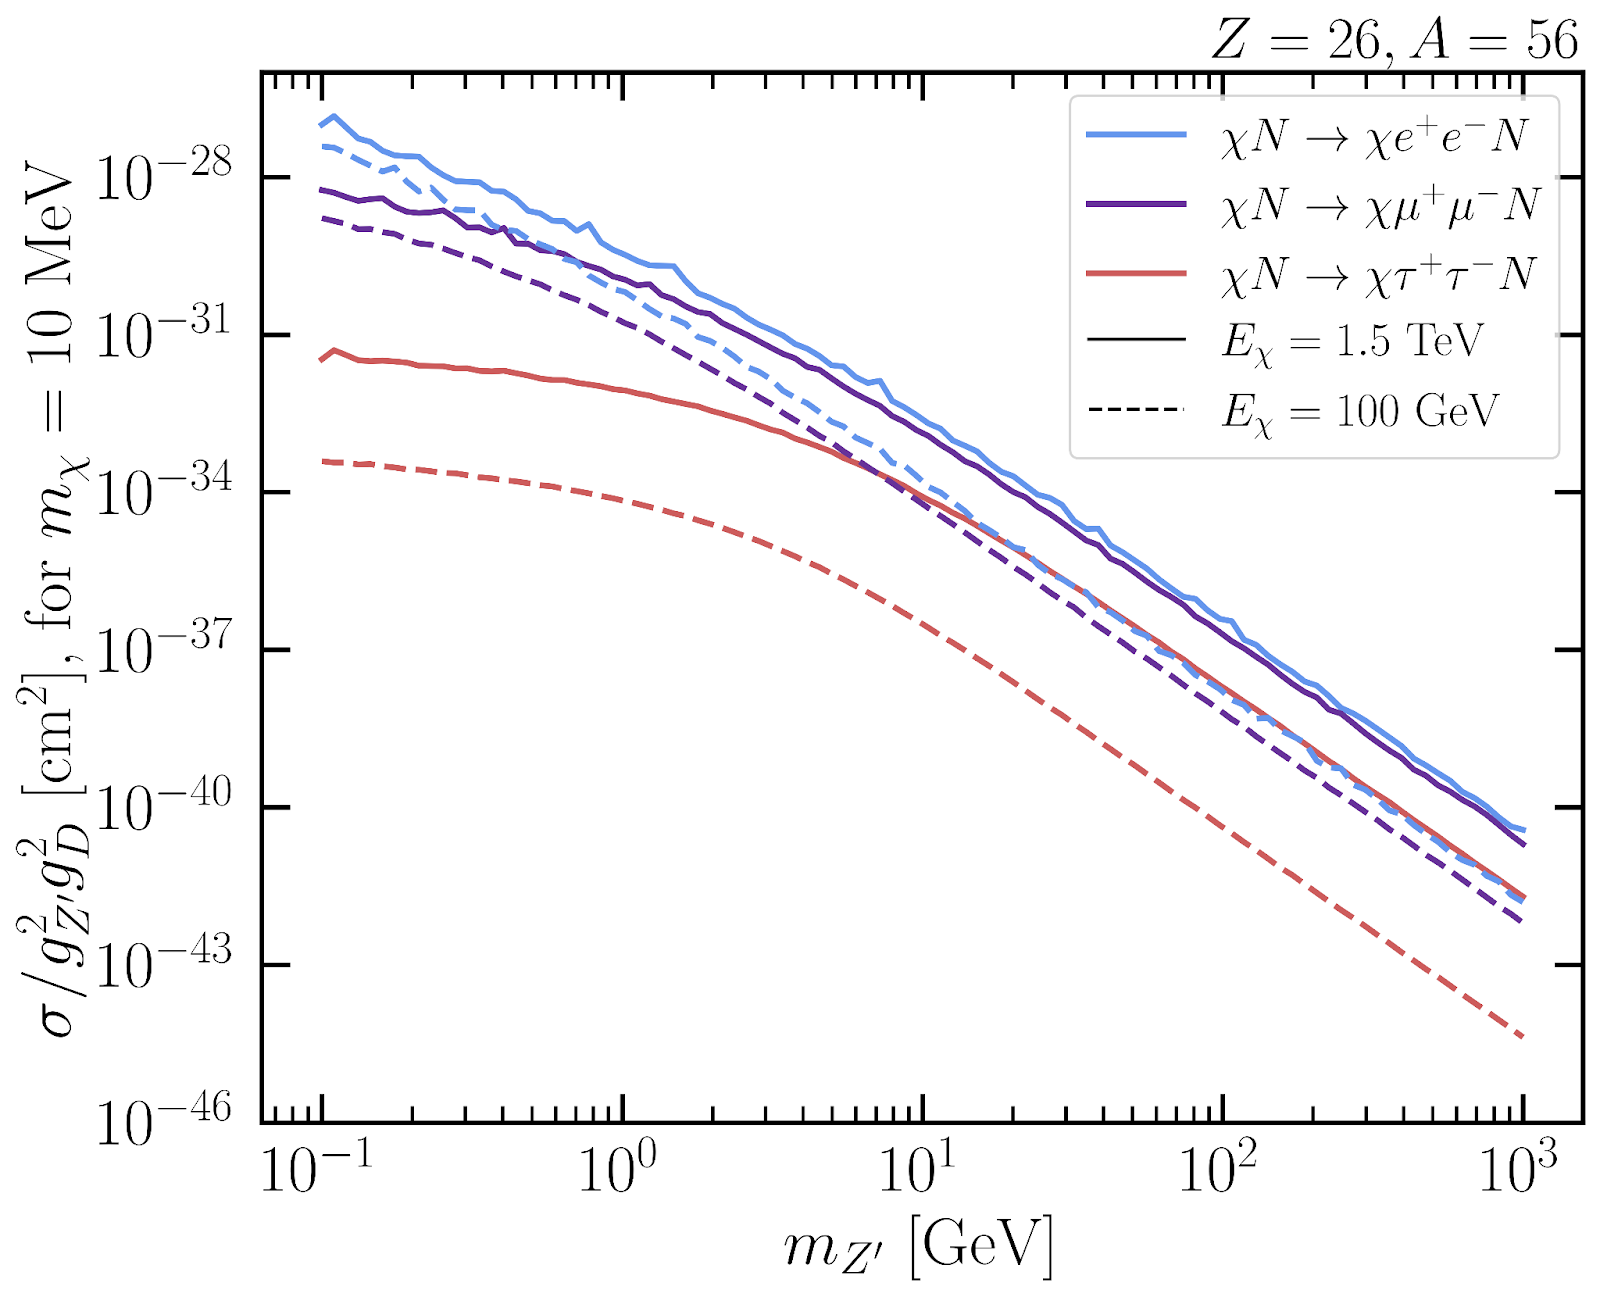 Z = 26, A = 56
σ/g²_{Z′}g²_D [cm²], for m_χ = 10 MeV
10⁻²⁸
10⁻³¹
10⁻³⁴
10⁻³⁷
10⁻⁴⁰
10⁻⁴³
10⁻⁴⁶
χN → χe⁺e⁻N
χN → χμ⁺μ⁻N
χN → χτ⁺τ⁻N
E_χ = 1.5 TeV
E_χ = 100 GeV
10⁻¹ 10⁰ 10¹ 10² 10³
m_{Z′} [GeV]